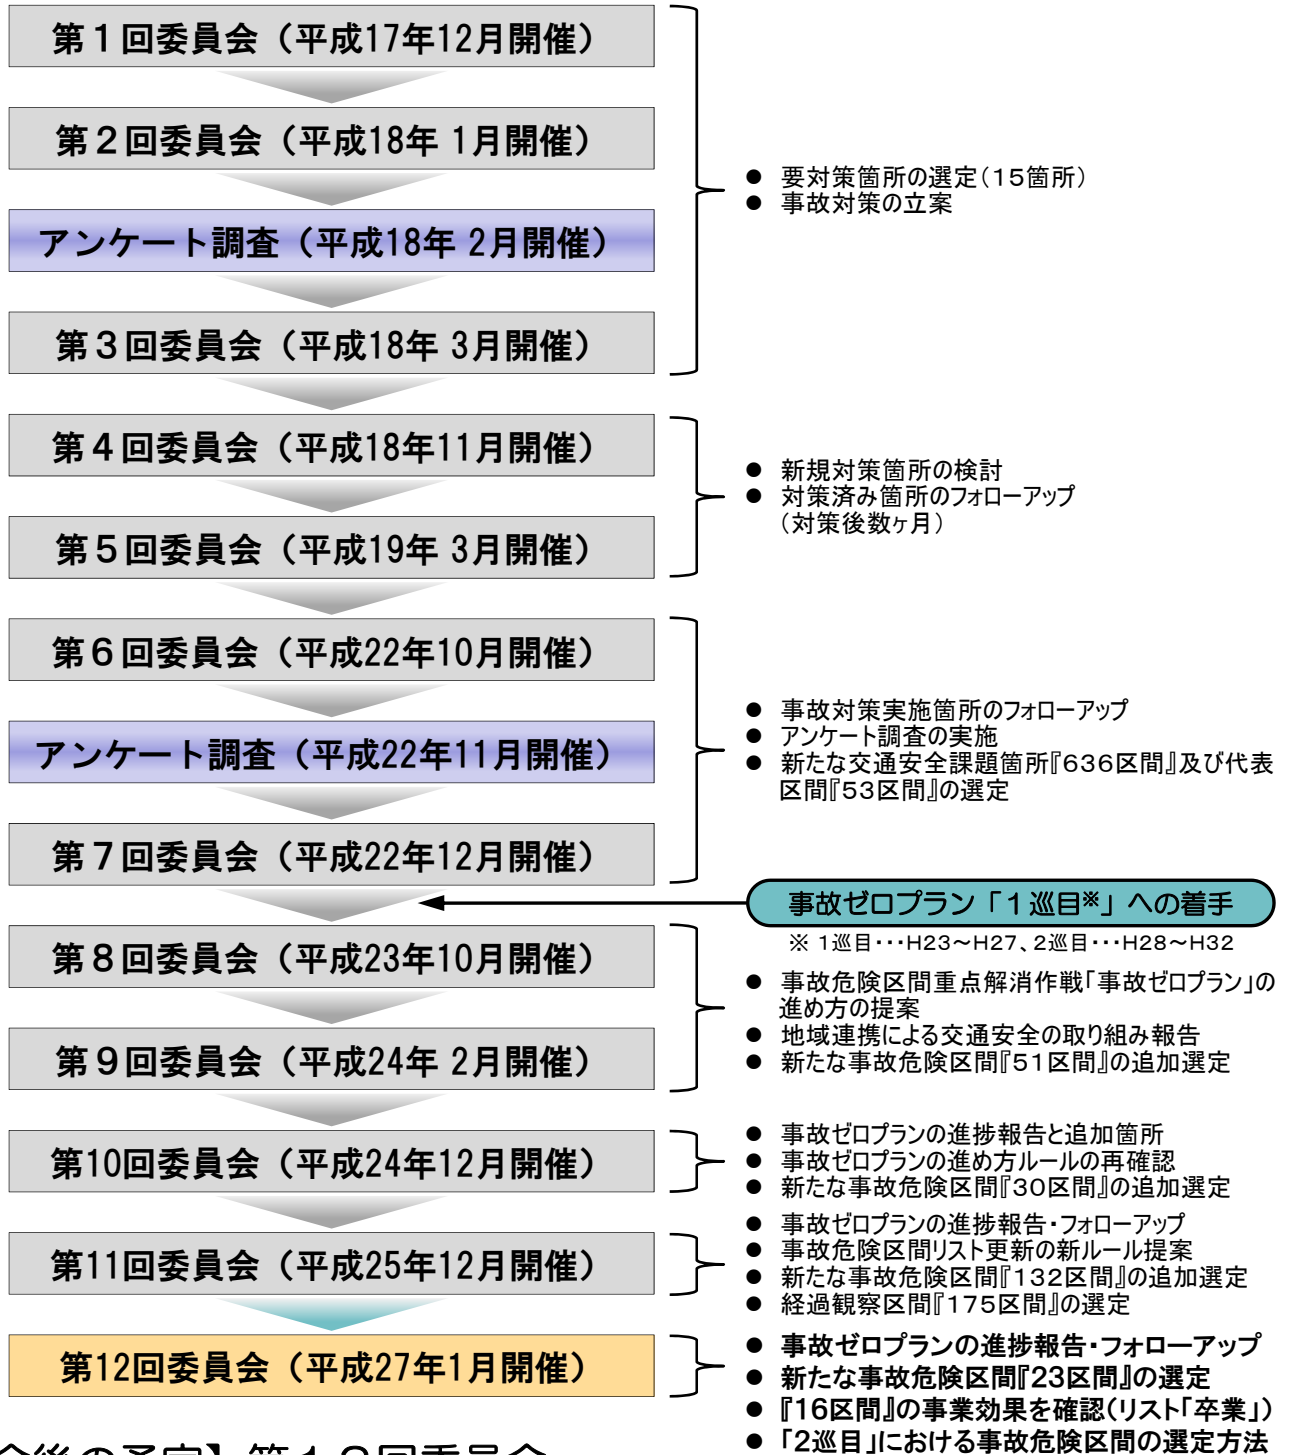 第１回委員会（平成17年12月開催）
第２回委員会（平成18年 1月開催）
アンケート調査（平成18年 2月開催）
第３回委員会（平成18年 3月開催）
● 要対策箇所の選定（15箇所）
● 事故対策の立案
第４回委員会（平成18年11月開催）
第５回委員会（平成19年 3月開催）
● 新規対策箇所の検討
● 対策済み箇所のフォローアップ
（対策後数ヶ月）
第６回委員会（平成22年10月開催）
アンケート調査（平成22年11月開催）
第７回委員会（平成22年12月開催）
● 事故対策実施箇所のフォローアップ
● アンケート調査の実施
● 新たな交通安全課題箇所『636区間』及び代表
区間『53区間』の選定
事故ゼロプラン「１巡目※」への着手
※ 1巡目・・・H23～H27、2巡目・・・H28～H32
第８回委員会（平成23年10月開催）
第９回委員会（平成24年 2月開催）
● 事故危険区間重点解消作戦「事故ゼロプラン」の
進め方の提案
● 地域連携による交通安全の取り組み報告
● 新たな事故危険区間『51区間』の追加選定
第10回委員会（平成24年12月開催）
● 事故ゼロプランの進捗報告と追加箇所
● 事故ゼロプランの進め方ルールの再確認
● 新たな事故危険区間『30区間』の追加選定
第11回委員会（平成25年12月開催）
● 事故ゼロプランの進捗報告・フォローアップ
● 事故危険区間リスト更新の新ルール提案
● 新たな事故危険区間『132区間』の追加選定
● 経過観察区間『175区間』の選定
第12回委員会（平成27年1月開催）
● 事故ゼロプランの進捗報告・フォローアップ
● 新たな事故危険区間『23区間』の選定
● 『16区間』の事業効果を確認（リスト「卒業」）
● 「2巡目」における事故危険区間の選定方法